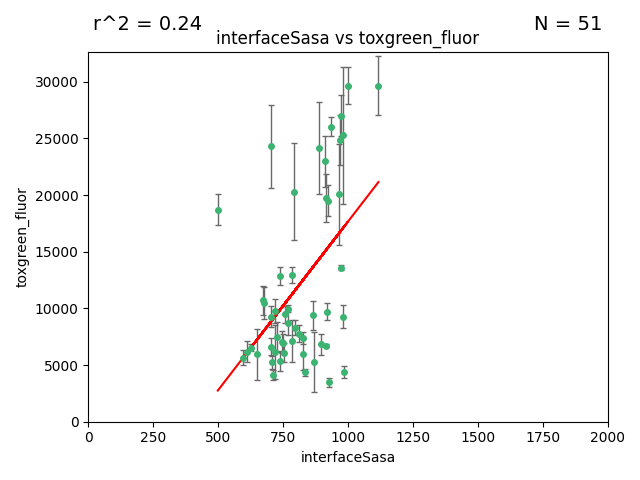 r^2 = 0.24
N = 51
interfaceSasa vs toxgreen_fluor
30000
25000
20000
15000
10000
5000
0
toxgreen_fluor
0 250 500 750 1000 1250 1500 1750 2000
interfaceSasa